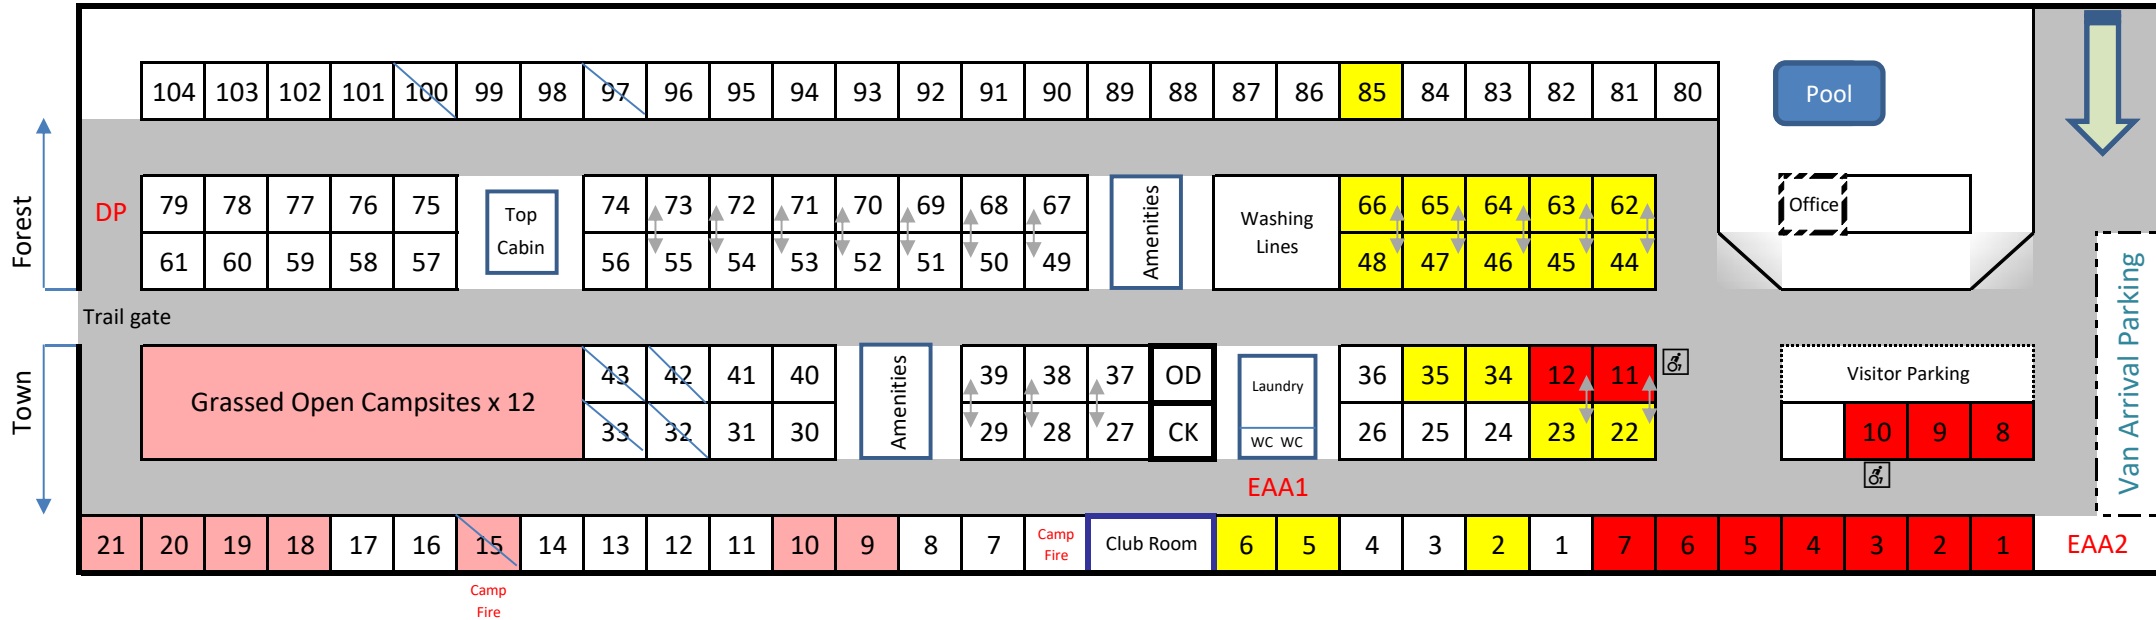 104 103 102 101 100 99 98 97 96 95 94 93 92 91 90 89 88 87 86 85 84 83 82 81 80
Pool
Forest
DP
79 78 77 76 75
Top
Cabin
74 73 72 71 70 69 68 67
Amenities
Washing
Lines
66 65 64 63 62
Office
61 60 59 58 57
56 55 54 53 52 51 50 49
48 47 46 45 44
Trail gate
Van Arrival Parking
Town
Grassed Open Campsites x 12
43 42 41 40
Amenities
39 38 37 OD
Laundry
36 35 34 12 11
Visitor Parking
33 32 31 30
29 28 27 CK
WC WC
26 25 24 23 22
10 9 8
EAA1
21 20 19 18 17 16 15 14 13 12 11 10 9 8 7
Camp
Fire
Club Room
6 5 4 3 2 1 7 6 5 4 3 2 1
EAA2
Camp
Fire